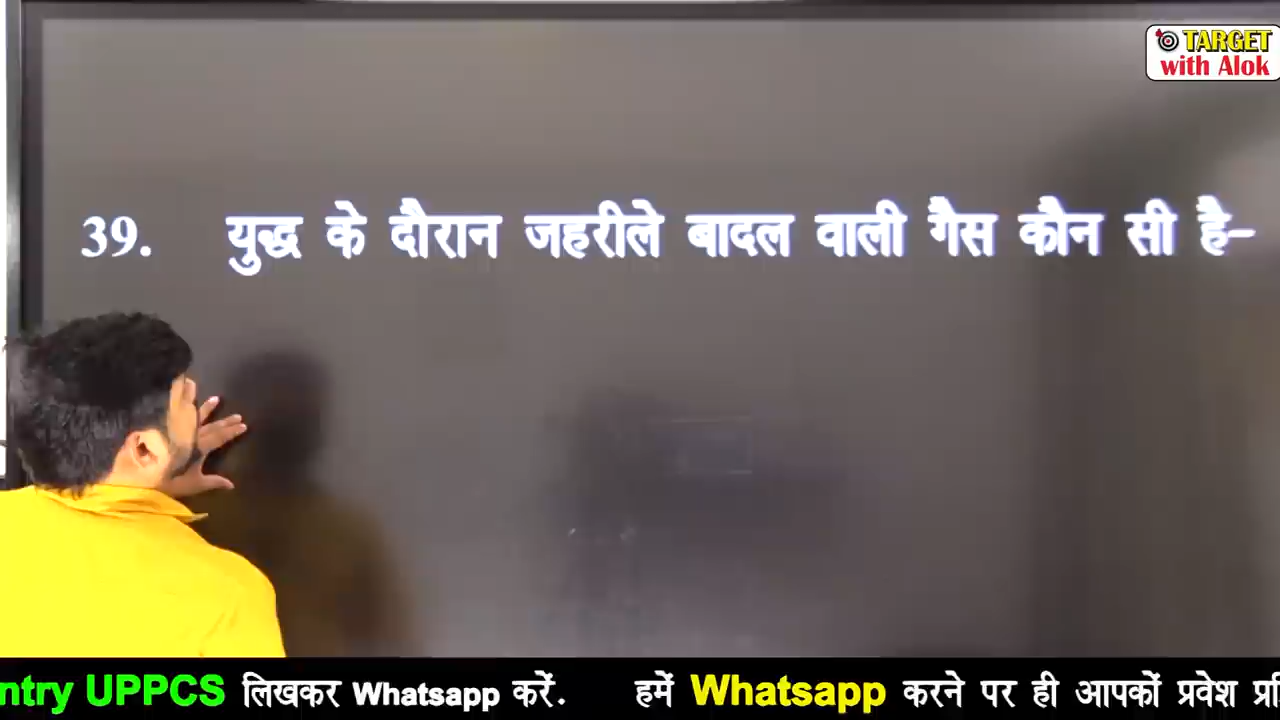 TARGET
with Alok
39. युद्ध के दौरान जहरीले बादल वाली गैस कौन सी है-
ntry UPPCS लिखकर Whatsapp करें. हमें Whatsapp करने पर ही आपकों प्रवेश प्रि